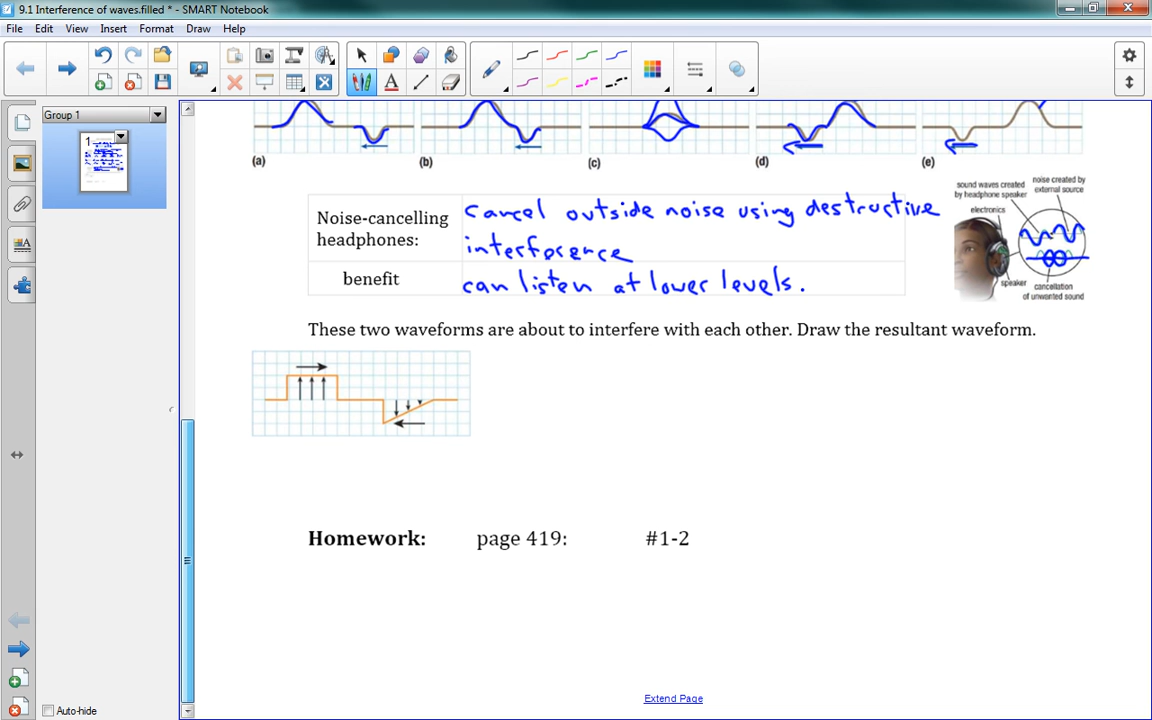 9.1 Interference of waves.filled * - SMART Notebook
File Edit View Insert Format Draw Help
Group 1
1
(a) (b) (c) (d) (e)
Noise-cancelling
headphones:
cancel outside noise using destructive
interference
benefit
can listen at lower levels.
sound waves created
by headphone speaker
noise created by
external source
electronics
speaker
cancellation
of unwanted sound
These two waveforms are about to interfere with each other. Draw the resultant waveform.
Homework: page 419: #1-2
Extend Page
Auto-hide